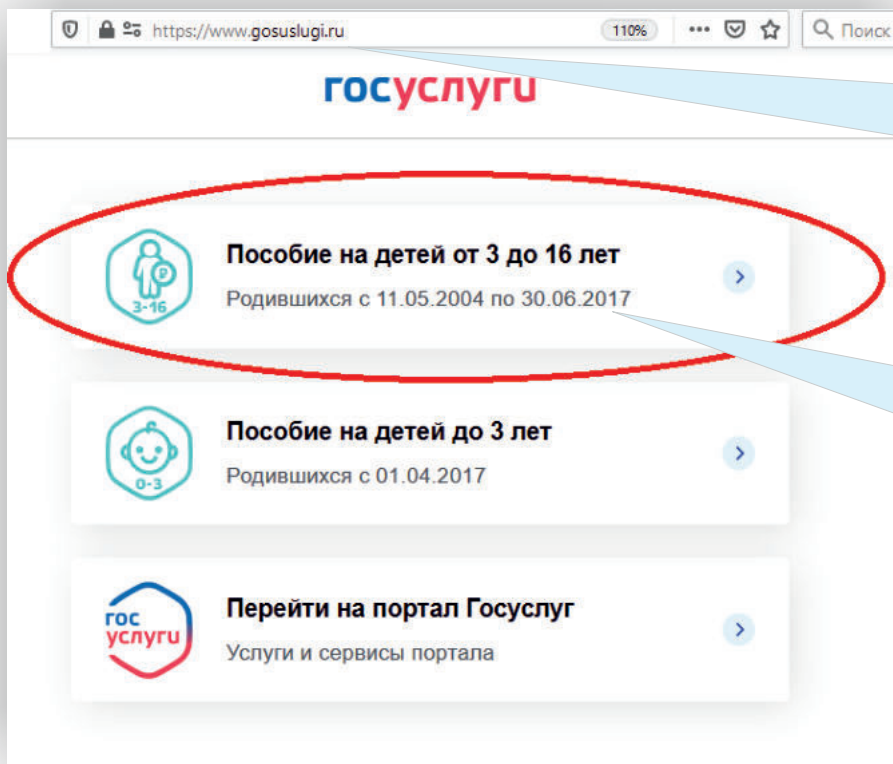 https://www.gosuslugi.ru
110%
Поиск
госуслуги
Пособие на детей от 3 до 16 лет
Родившихся с 11.05.2004 по 30.06.2017
3-16
Пособие на детей до 3 лет
Родившихся с 01.04.2017
0-3
гос
услуги
Перейти на портал Госуслуг
Услуги и сервисы портала